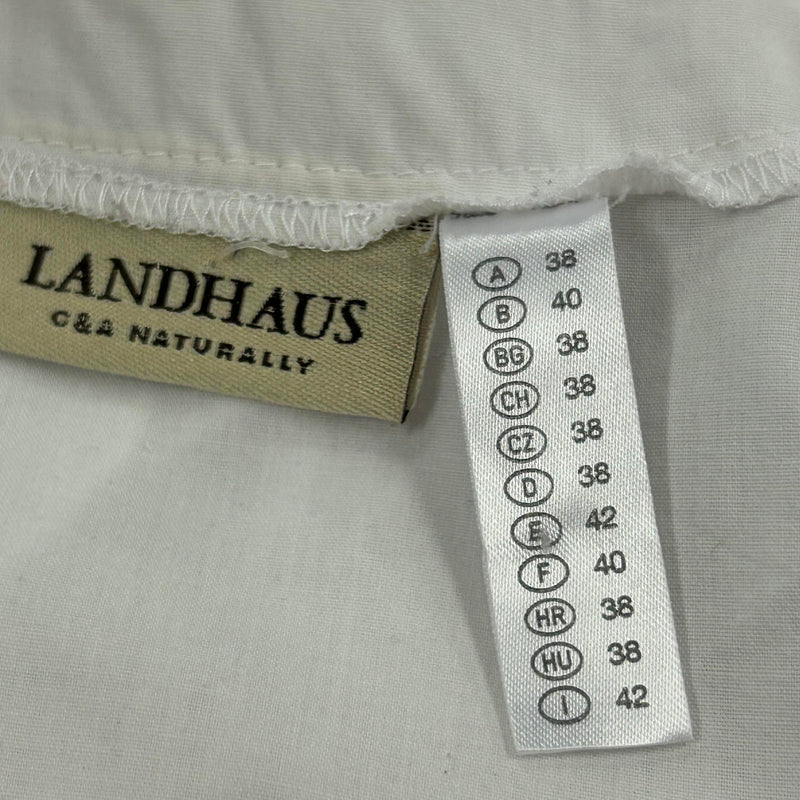 LANDHAUS
C&A NATURALLY
A 38
B 40
BG 38
CH 38
CZ 38
D 38
E 42
F 40
HR 38
HU 38
I 42